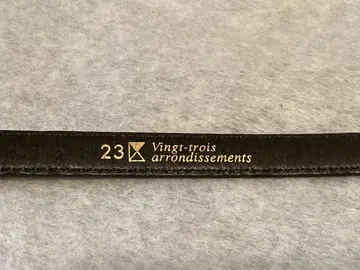 23 Vingt-trois
arrondissements